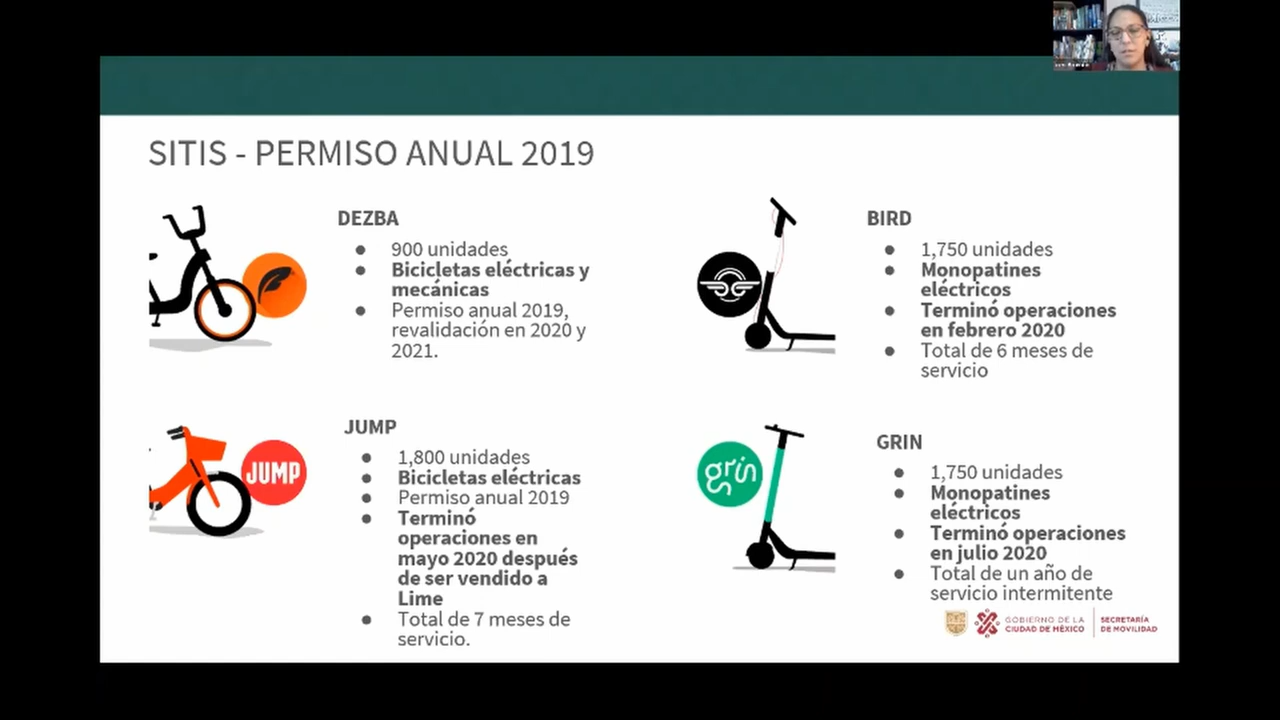 SITIS - PERMISO ANUAL 2019
DEZBA
● 900 unidades
● Bicicletas eléctricas y
mecánicas
● Permiso anual 2019,
revalidación en 2020 y
2021.
BIRD
● 1,750 unidades
● Monopatines
eléctricos
● Terminó operaciones
en febrero 2020
● Total de 6 meses de
servicio
JUMP
JUMP
● 1,800 unidades
● Bicicletas eléctricas
● Permiso anual 2019
● Terminó
operaciones en
mayo 2020 después
de ser vendido a
Lime
● Total de 7 meses de
servicio.
grin
GRIN
● 1,750 unidades
● Monopatines
eléctricos
● Terminó operaciones
en julio 2020
● Total de un año de
servicio intermitente
GOBIERNO DE LA
CIUDAD DE MÉXICO
SECRETARÍA
DE MOVILIDAD